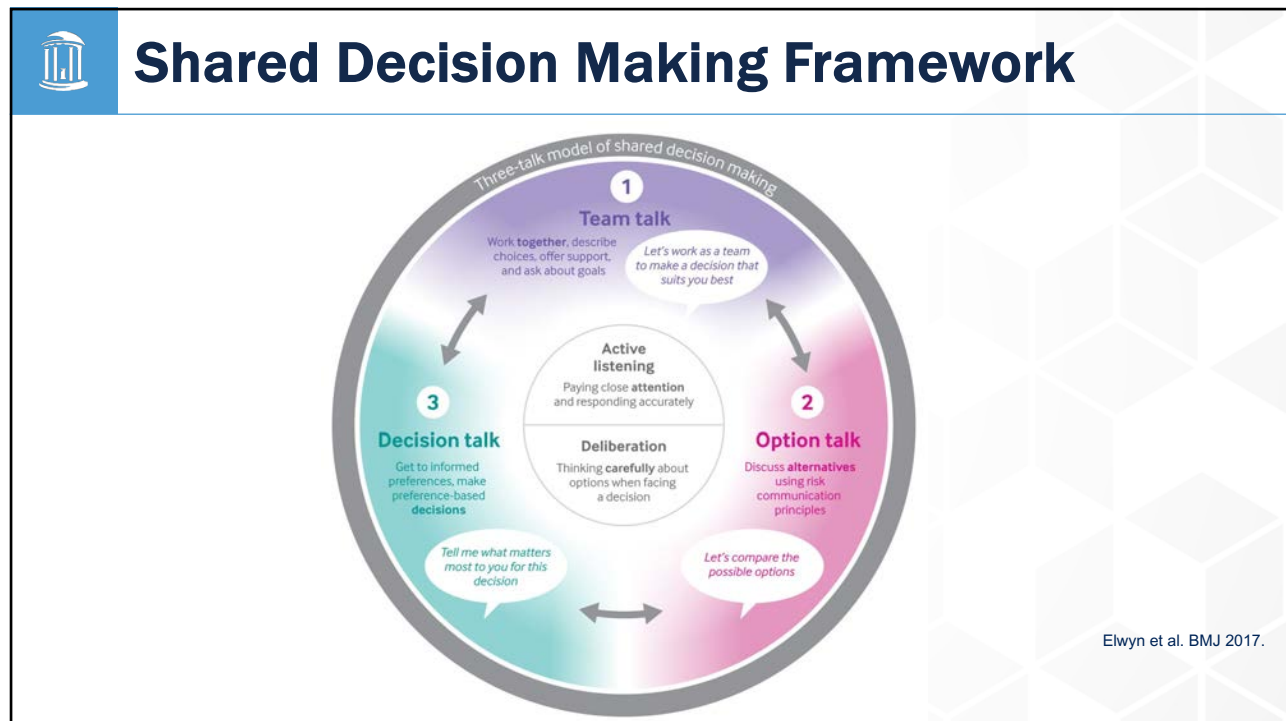 Shared Decision Making Framework
Three-talk model of shared decision making
1
Team talk
Work together, describe
choices, offer support,
and ask about goals
Let's work as a team
to make a decision that
suits you best
Active
listening
Paying close attention
and responding accurately
Deliberation
Thinking carefully about
options when facing
a decision
2
Option talk
Discuss alternatives
using risk
communication
principles
Let's compare the
possible options
3
Decision talk
Get to informed
preferences, make
preference-based
decisions
Tell me what matters
most to you for this
decision
Elwyn et al. BMJ 2017.